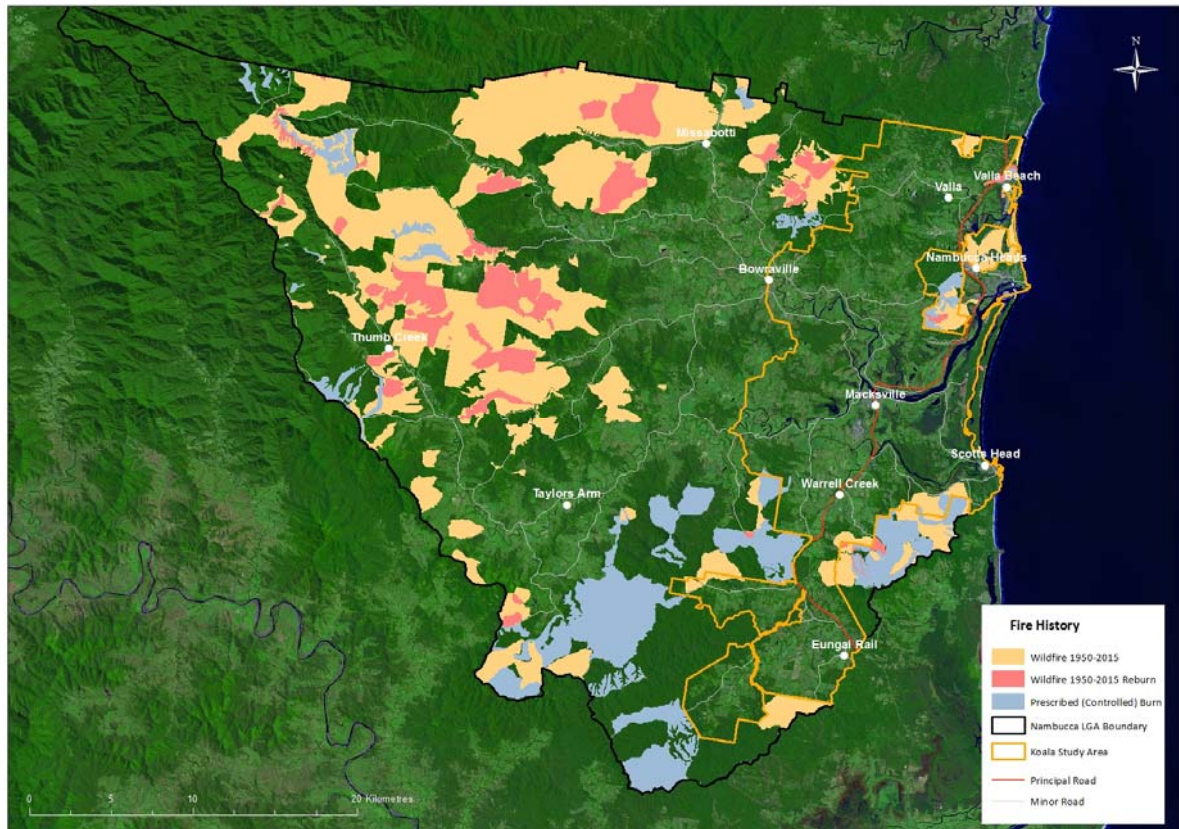 N
Missabotti
Valla Beach
Valla
Nambucca Heads
Bowraville
Thumb Creek
Macksville
Scotts Head
Warrell Creek
Taylors Arm
Eungai Rail
Fire History
Wildfire 1950-2015
Wildfire 1950-2015 Reburn
Prescribed (Controlled) Burn
Nambucca LGA Boundary
Koala Study Area
Principal Road
Minor Road
0 5 10 20 Kilometres